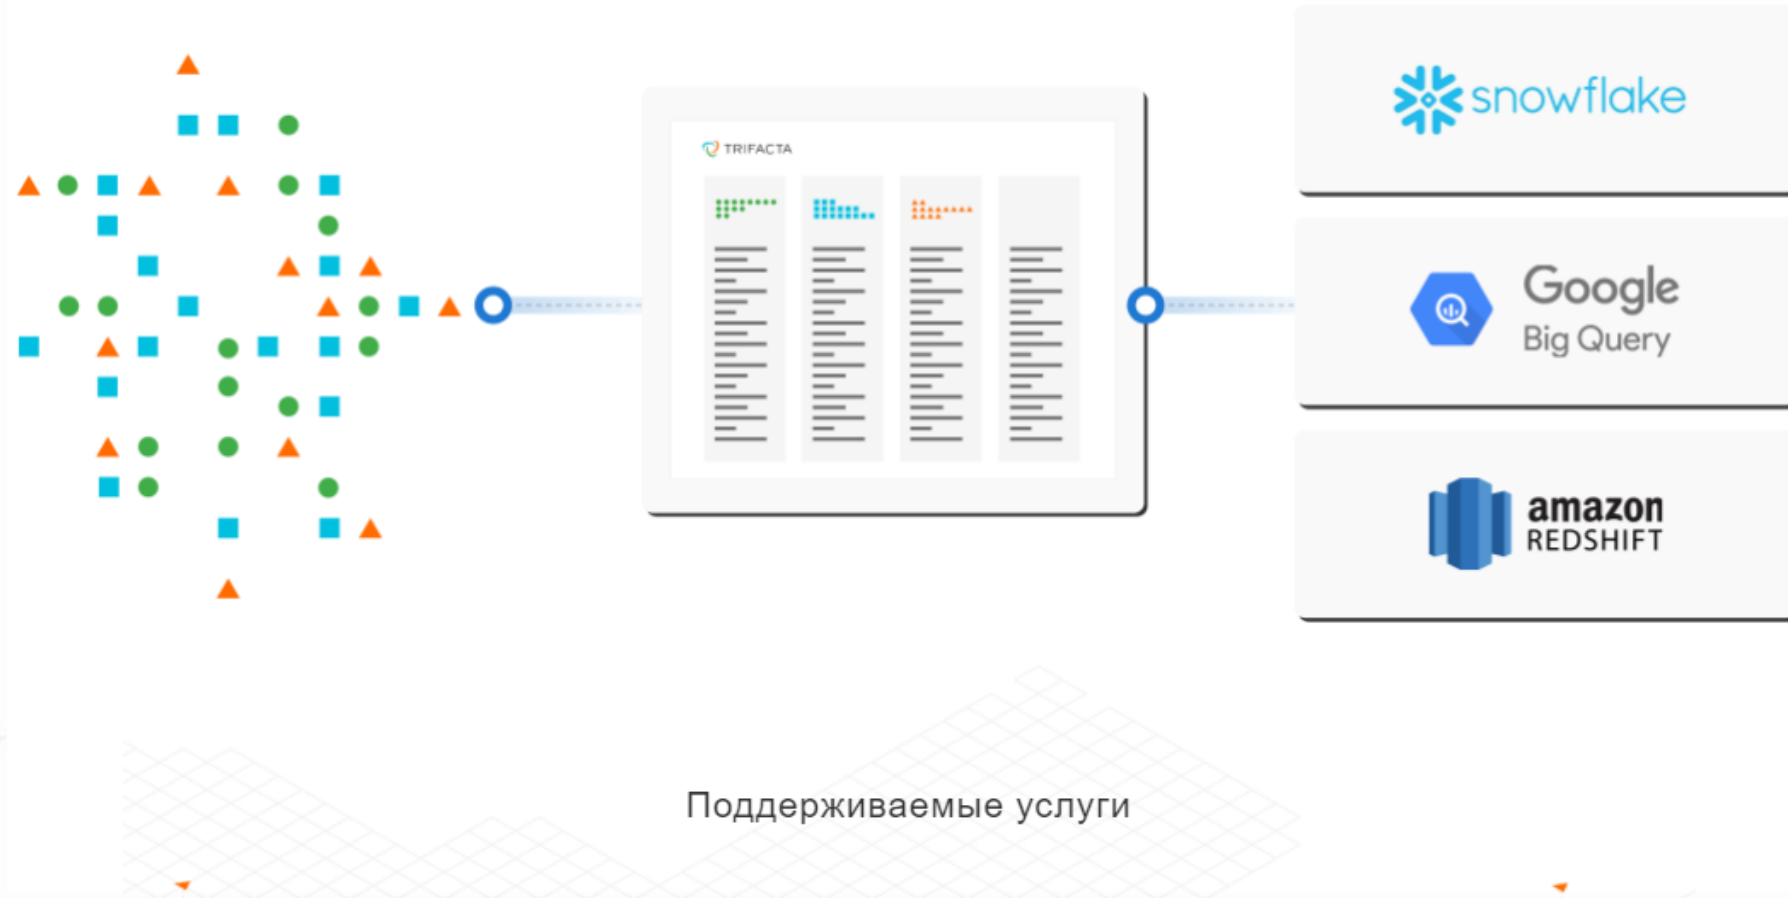 snowflake
TRIFACTA
Google
Big Query
amazon
REDSHIFT
Поддерживаемые услуги